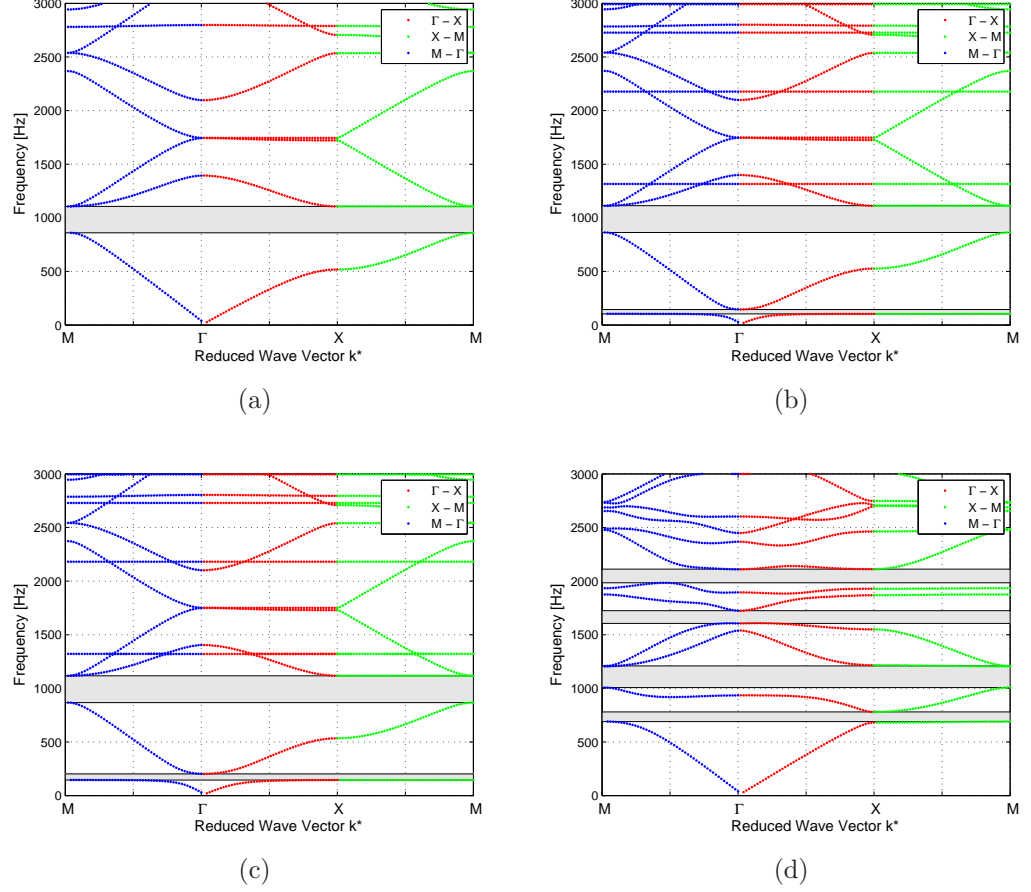 3000
2500
2000
1500
1000
500
0
Frequency [Hz]
M Γ X M
Reduced Wave Vector k*
Γ − X
X − M
M − Γ
(a)
3000
2500
2000
1500
1000
500
0
Frequency [Hz]
M Γ X M
Reduced Wave Vector k*
Γ − X
X − M
M − Γ
(b)
3000
2500
2000
1500
1000
500
0
Frequency [Hz]
M Γ X M
Reduced Wave Vector k*
Γ − X
X − M
M − Γ
(c)
3000
2500
2000
1500
1000
500
0
Frequency [Hz]
M Γ X M
Reduced Wave Vector k*
Γ − X
X − M
M − Γ
(d)